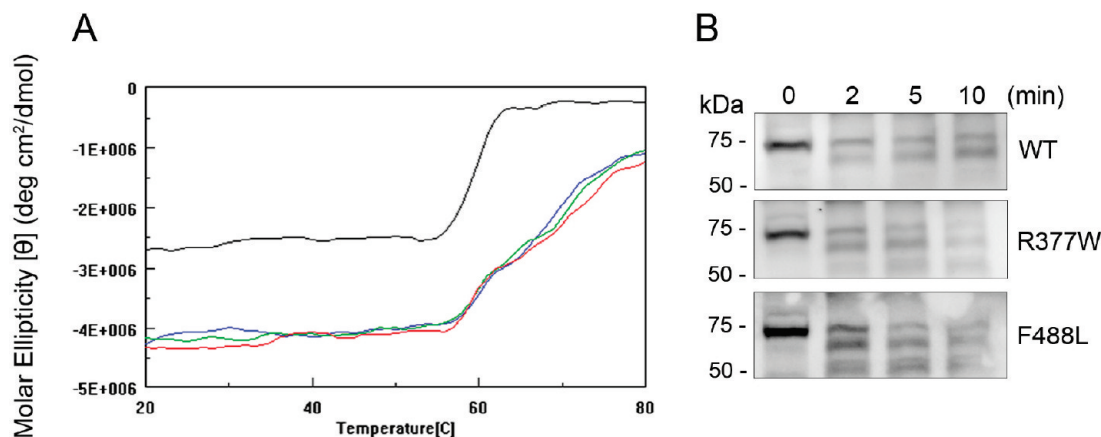 A
Molar Ellipticity [θ] (deg cm²/dmol)
0
-1E+006
-2E+006
-3E+006
-4E+006
-5E+006
20
40
60
80
Temperature[C]
B
kDa
0 2 5 10 (min)
75 -
50 -
WT
75 -
50 -
R377W
75 -
50 -
F488L